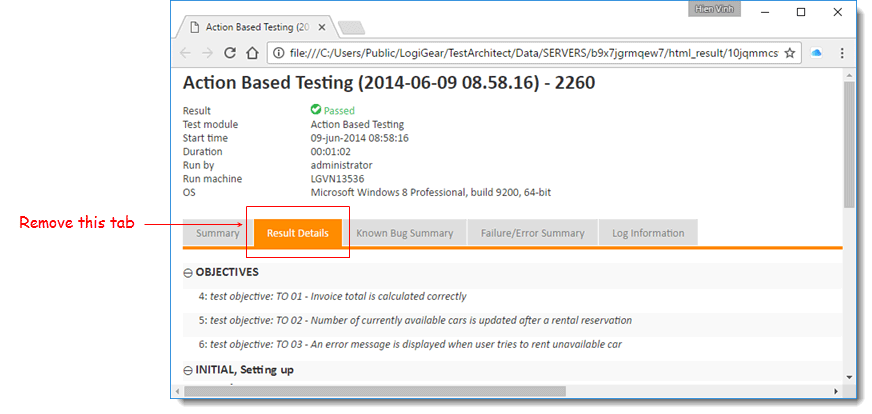 Hien Vinh
Action Based Testing (20
file:///C:/Users/Public/LogiGear/TestArchitect/Data/SERVERS/b9x7jgrmqew7/html_result/10jqmmcs
Action Based Testing (2014-06-09 08.58.16) - 2260
Result Passed
Test module Action Based Testing
Start time 09-jun-2014 08:58:16
Duration 00:01:02
Run by administrator
Run machine LGVN13536
OS Microsoft Windows 8 Professional, build 9200, 64-bit
Remove this tab
Summary Result Details Known Bug Summary Failure/Error Summary Log Information
OBJECTIVES
4: test objective: TO 01 - Invoice total is calculated correctly
5: test objective: TO 02 - Number of currently available cars is updated after a rental reservation
6: test objective: TO 03 - An error message is displayed when user tries to rent unavailable car
INITIAL, Setting up